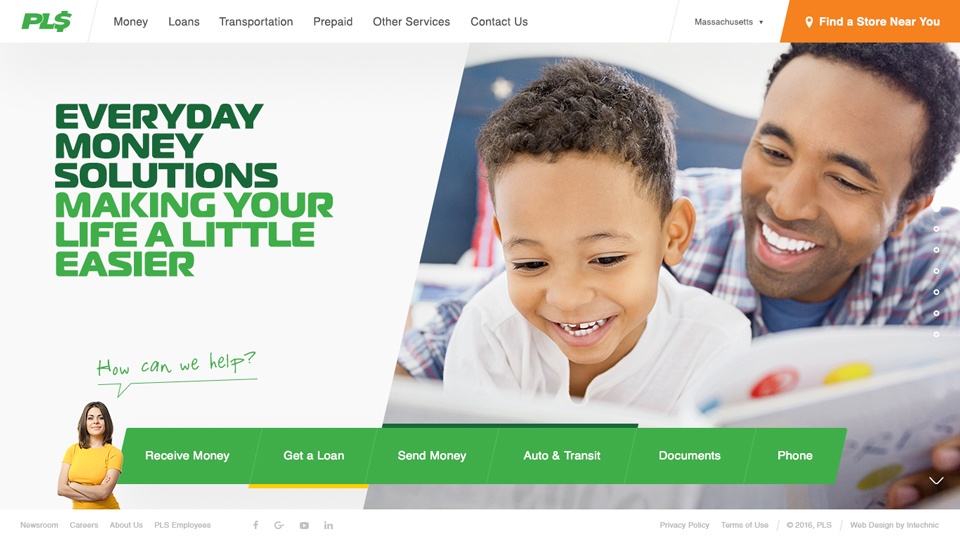 PL$
Money Loans Transportation Prepaid Other Services Contact Us
Massachusetts
Find a Store Near You
EVERYDAY
MONEY
SOLUTIONS
MAKING YOUR
LIFE A LITTLE
EASIER
How can we help?
Receive Money Get a Loan Send Money Auto & Transit Documents Phone
Newsroom Careers About Us PLS Employees
Privacy Policy Terms of Use © 2016, PLS Web Design by Intechnic